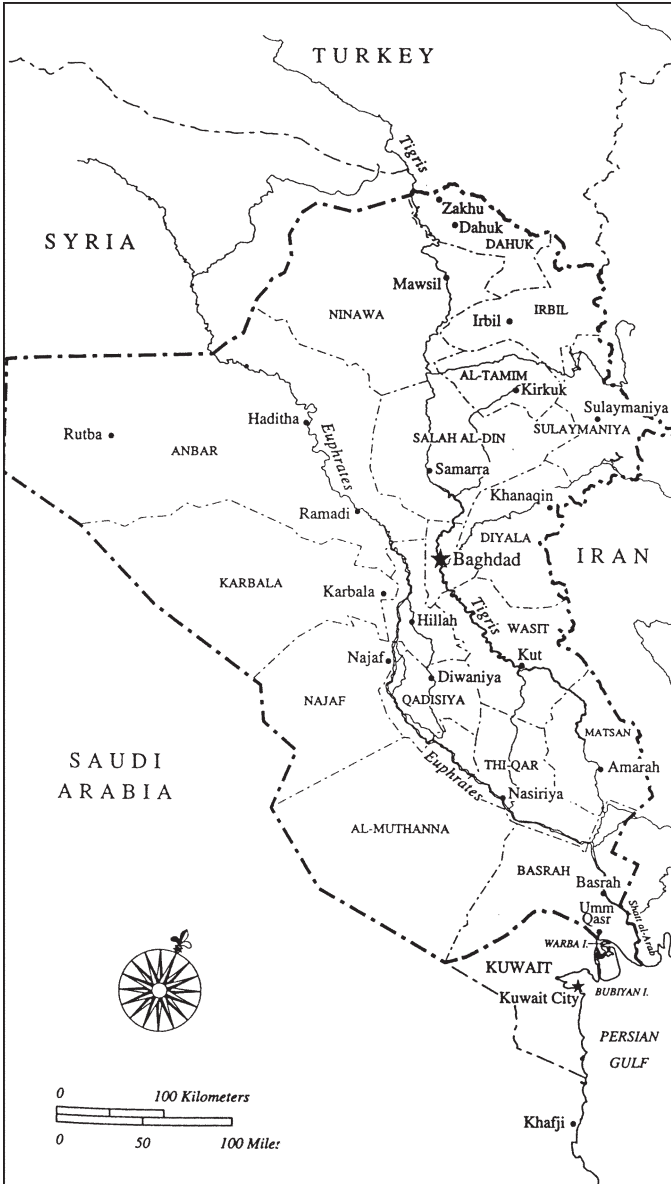 TURKEY
Tigris
Zakhu
Dahuk
DAHUK
SYRIA
Mawsil
NINAWA
Irbil
IRBIL
AL-TAMIM
Kirkuk
Haditha
Sulaymaniya
Rutba
SULAYMANIYA
ANBAR
Euphrates
SALAH AL-DIN
Samarra
Khanaqin
Ramadi
DIYALA
Baghdad
IRAN
KARBALA
Karbala
Tigris
Hillah
WASIT
Najaf
Kut
Diwaniya
NAJAF
QADISIYA
MATSAN
SAUDI
ARABIA
Euphrates
THI-QAR
Amarah
Nasiriya
AL-MUTHANNA
BASRAH
Basrah
Umm
Qasr
Shatt al-Arab
WARBA I.
KUWAIT
Kuwait City
BUBIYAN I.
PERSIAN
GULF
0 100 Kilometers
0 50 100 Miles
Khafji